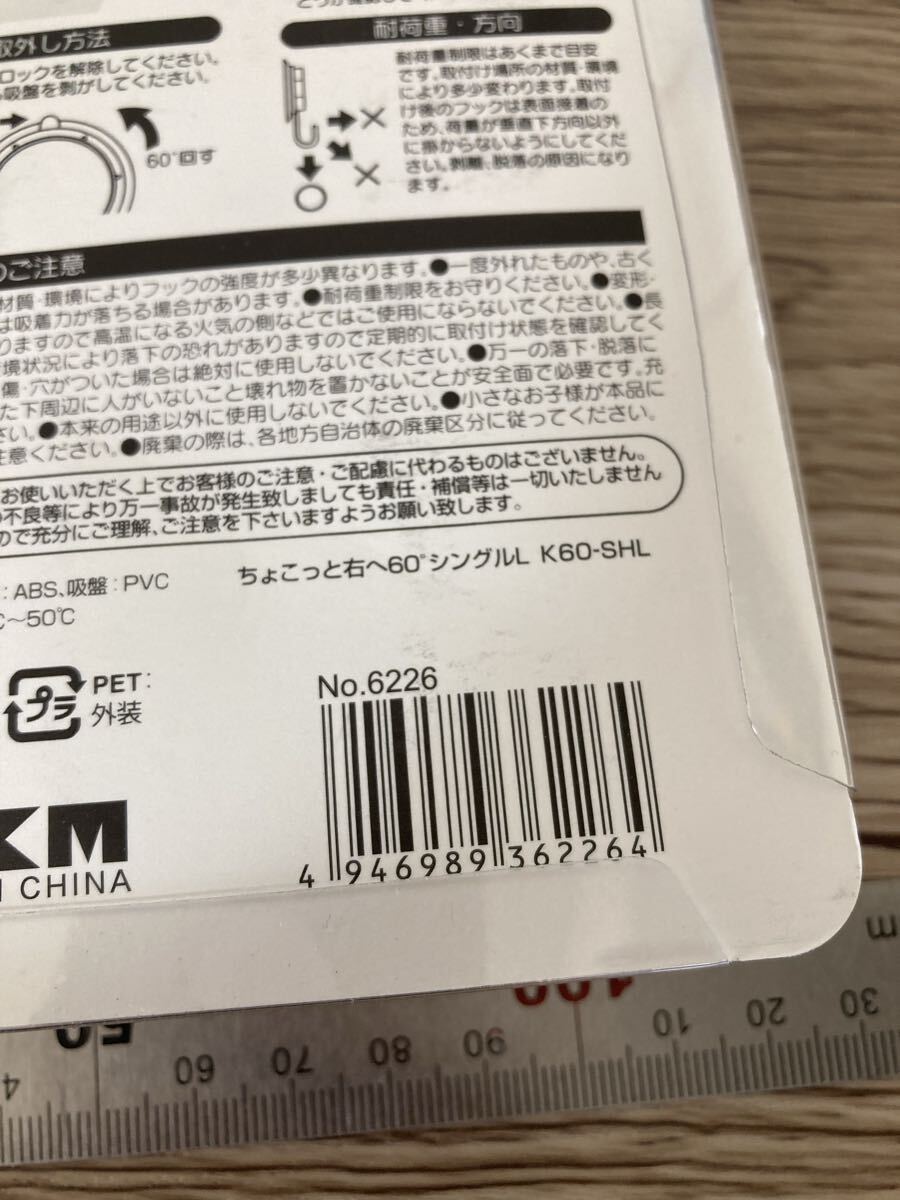 取外し方法
ロックを解除してください。
吸盤を剥がしてください。
60°回す
耐荷重・方向
耐荷重制限はあくまで目安
です。取付け場所の材質・環境
により多少変わります。取付
け後のフックは表面接着の
ため、荷重が垂直下方向以外
に掛からないようにしてくだ
さい。剥離、脱落の原因になり
ます。
のご注意
材質・環境によりフックの強度が多少異なります。●一度外れたものや、古く
は吸着力が落ちる場合があります。●耐荷重制限をお守りください。●変形・
りますので高温になる火気の側などではご使用にならないでください。●長
境状況により落下の恐れがありますので定期的に取付け状態を確認してく
傷・穴がついた場合は絶対に使用しないでください。●万一の落下・脱落に
た下周辺に人がいないこと壊れ物を置かないことが安全面で必要です。充
さい。●本来の用途以外に使用しないでください。●小さなお子様が本品に
注意ください。●廃棄の際は、各地方自治体の廃棄区分に従ってください。
お使いいただく上でお客様のご注意・ご配慮に代わるものはございません。
の不良等により万一事故が発生致しましても責任・補償等は一切いたしません
ので充分にご理解、ご注意を下さいますようお願い致します。
ちょこっと右へ60°シングルL K60-SHL
: ABS、吸盤 : PVC
℃〜50℃
プラ
PET:
外装
No.6226
4 946989 362264
KM
CHINA
50 60 70 80 90 100 10 20 30
m